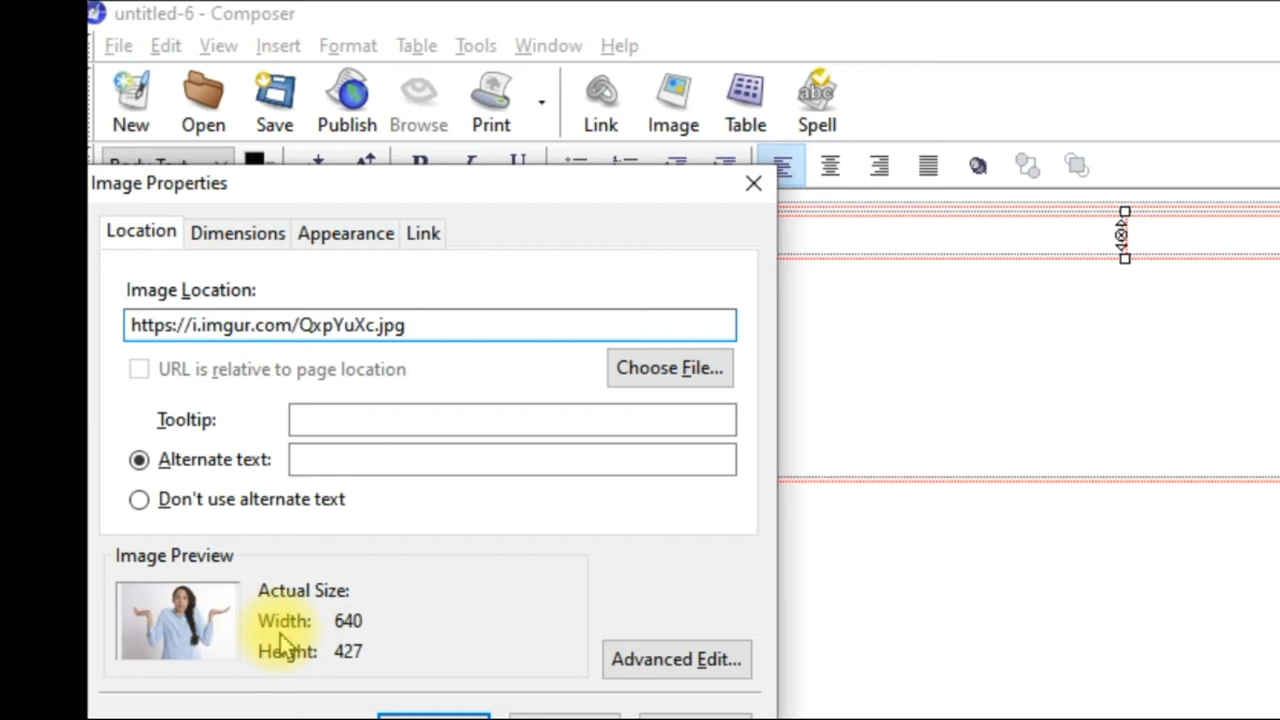 untitled-6 - Composer
File Edit View Insert Format Table Tools Window Help
New Open Save Publish Browse Print Link Image Table Spell
Body Text
Image Properties
Location Dimensions Appearance Link
Image Location:
https://i.imgur.com/QxpYuXc.jpg
URL is relative to page location
Choose File...
Tooltip:
Alternate text:
Don't use alternate text
Image Preview
Actual Size:
Width: 640
Height: 427
Advanced Edit...